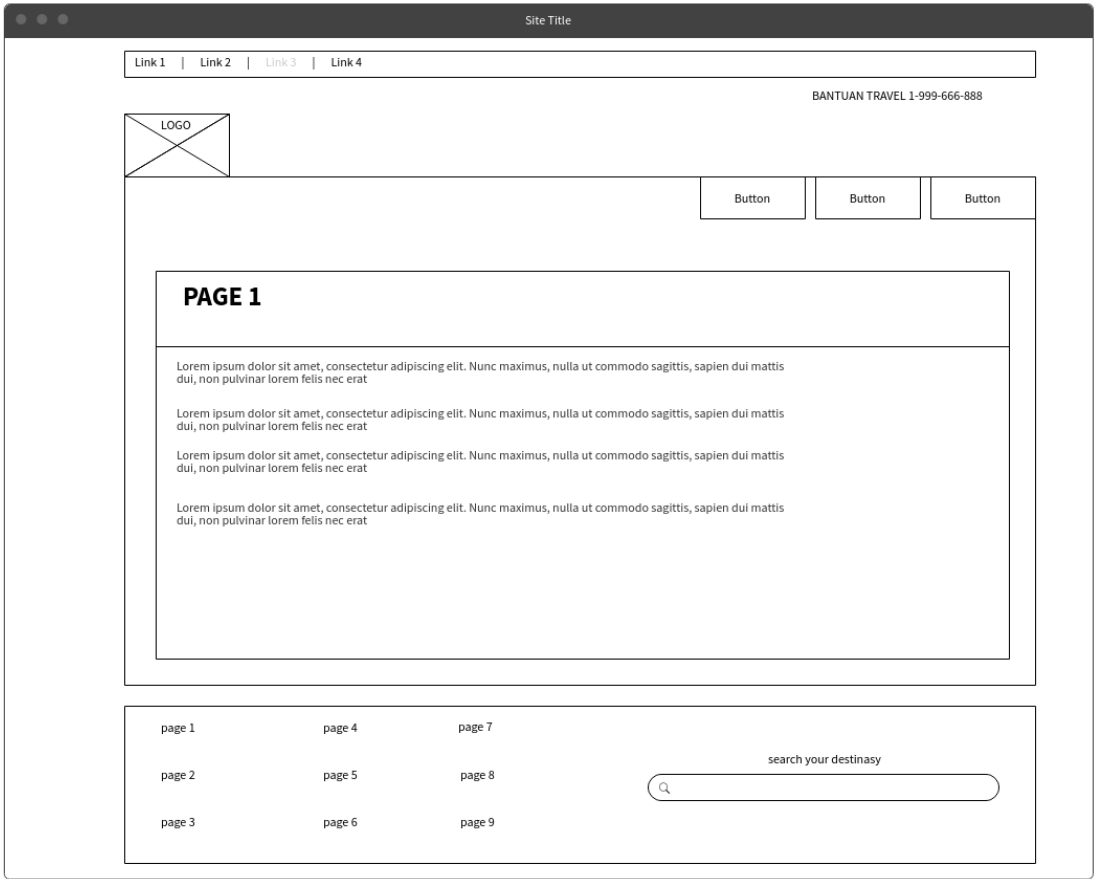 Site Title
Link 1 | Link 2 | Link 3 | Link 4
BANTUAN TRAVEL 1-999-666-888
LOGO
Button Button Button
PAGE 1
Lorem ipsum dolor sit amet, consectetur adipiscing elit. Nunc maximus, nulla ut commodo sagittis, sapien dui mattis
dui, non pulvinar lorem felis nec erat
Lorem ipsum dolor sit amet, consectetur adipiscing elit. Nunc maximus, nulla ut commodo sagittis, sapien dui mattis
dui, non pulvinar lorem felis nec erat
Lorem ipsum dolor sit amet, consectetur adipiscing elit. Nunc maximus, nulla ut commodo sagittis, sapien dui mattis
dui, non pulvinar lorem felis nec erat
Lorem ipsum dolor sit amet, consectetur adipiscing elit. Nunc maximus, nulla ut commodo sagittis, sapien dui mattis
dui, non pulvinar lorem felis nec erat
page 1 page 4 page 7
page 2 page 5 page 8
page 3 page 6 page 9
search your destinasy